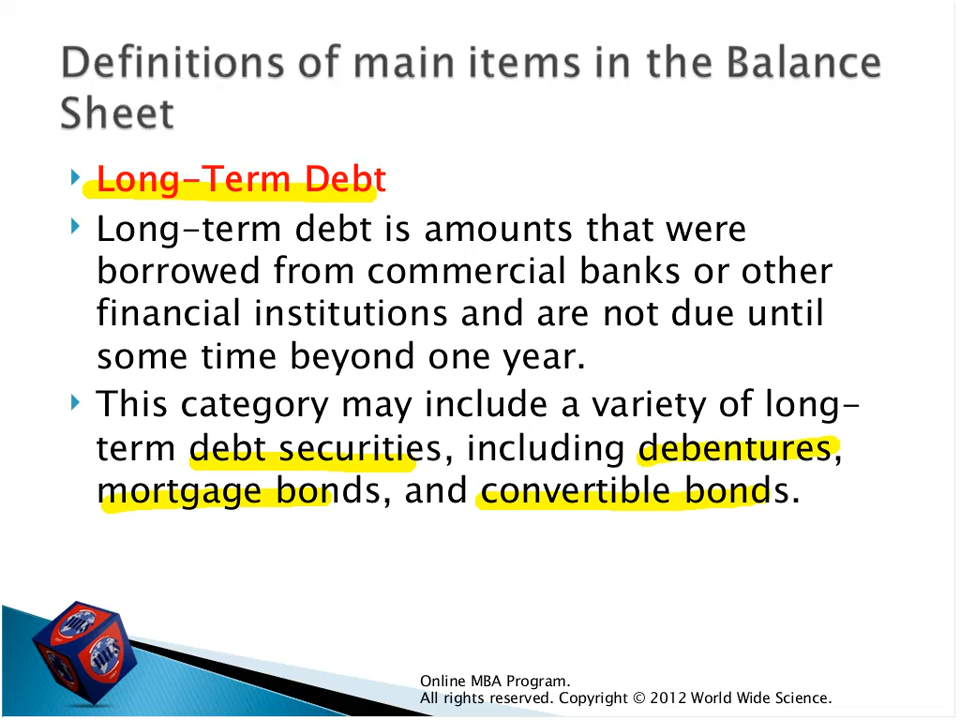 Definitions of main items in the Balance
Sheet
Long-Term Debt
Long-term debt is amounts that were
borrowed from commercial banks or other
financial institutions and are not due until
some time beyond one year.
This category may include a variety of long-
term debt securities, including debentures,
mortgage bonds, and convertible bonds.
Online MBA Program.
All rights reserved. Copyright © 2012 World Wide Science.